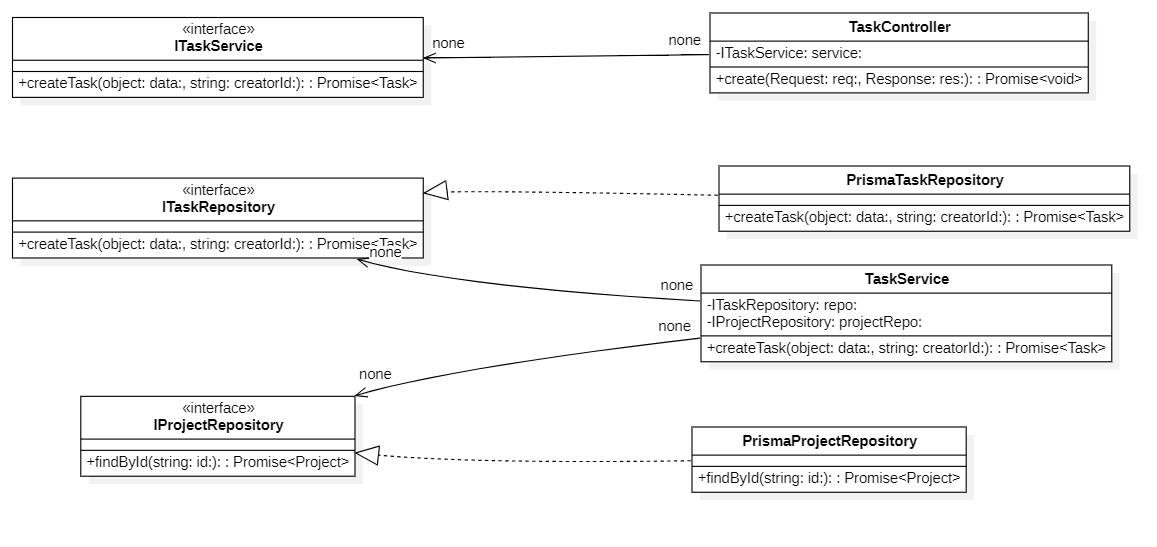 «interface»
ITaskService
+createTask(object: data:, string: creatorId:): : Promise<Task>
none
none
TaskController
-ITaskService: service:
+create(Request: req:, Response: res:): : Promise<void>
«interface»
ITaskRepository
+createTask(object: data:, string: creatorId:): : Promise<Task>
none
PrismaTaskRepository
+createTask(object: data:, string: creatorId:): : Promise<Task>
none
none
TaskService
-ITaskRepository: repo:
-IProjectRepository: projectRepo:
+createTask(object: data:, string: creatorId:): : Promise<Task>
none
«interface»
IProjectRepository
+findById(string: id:): : Promise<Project>
PrismaProjectRepository
+findById(string: id:): : Promise<Project>